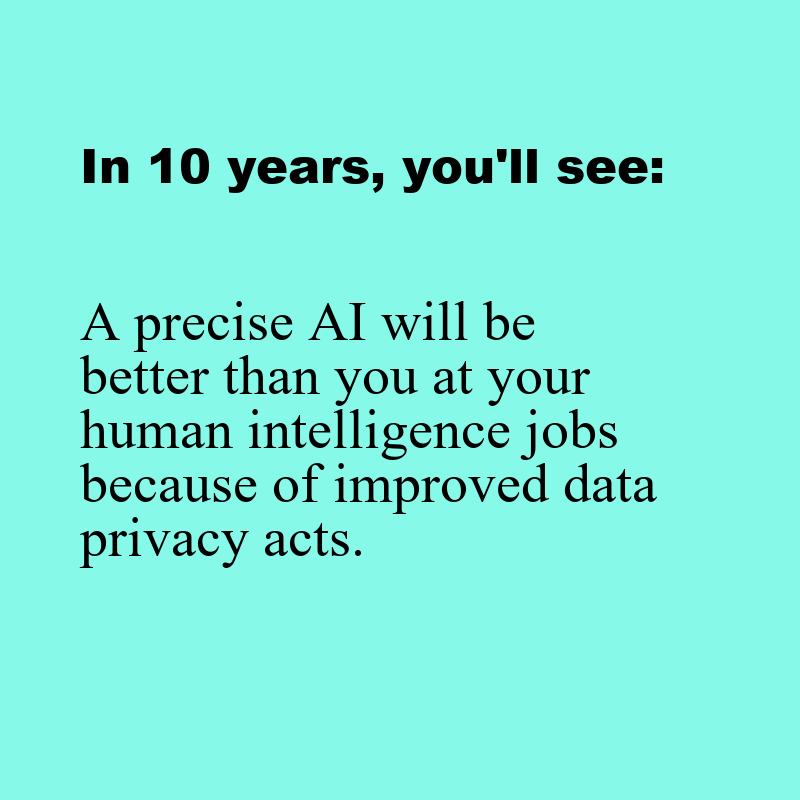 In 10 years, you'll see:
A precise AI will be
better than you at your
human intelligence jobs
because of improved data
privacy acts.